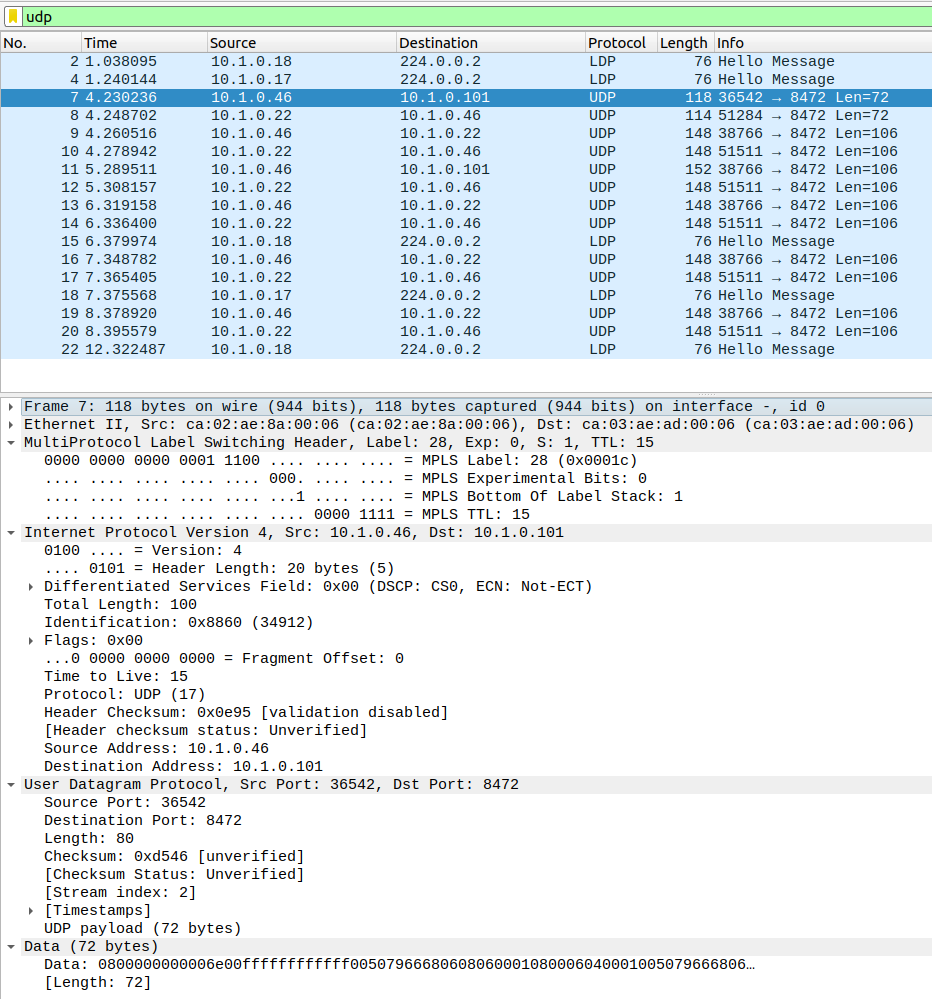 udp
No. Time Source Destination Protocol Length Info
2 1.038095 10.1.0.18 224.0.0.2 LDP 76 Hello Message
4 1.240144 10.1.0.17 224.0.0.2 LDP 76 Hello Message
7 4.230236 10.1.0.46 10.1.0.101 UDP 118 36542 → 8472 Len=72
8 4.248702 10.1.0.22 10.1.0.46 UDP 114 51284 → 8472 Len=72
9 4.260516 10.1.0.46 10.1.0.22 UDP 148 38766 → 8472 Len=106
10 4.278942 10.1.0.22 10.1.0.46 UDP 148 51511 → 8472 Len=106
11 5.289511 10.1.0.46 10.1.0.101 UDP 152 38766 → 8472 Len=106
12 5.308157 10.1.0.22 10.1.0.46 UDP 148 51511 → 8472 Len=106
13 6.319158 10.1.0.46 10.1.0.22 UDP 148 38766 → 8472 Len=106
14 6.336400 10.1.0.22 10.1.0.46 UDP 148 51511 → 8472 Len=106
15 6.379974 10.1.0.18 224.0.0.2 LDP 76 Hello Message
16 7.348782 10.1.0.46 10.1.0.22 UDP 148 38766 → 8472 Len=106
17 7.365405 10.1.0.22 10.1.0.46 UDP 148 51511 → 8472 Len=106
18 7.375568 10.1.0.17 224.0.0.2 LDP 76 Hello Message
19 8.378920 10.1.0.46 10.1.0.22 UDP 148 38766 → 8472 Len=106
20 8.395579 10.1.0.22 10.1.0.46 UDP 148 51511 → 8472 Len=106
22 12.322487 10.1.0.18 224.0.0.2 LDP 76 Hello Message
Frame 7: 118 bytes on wire (944 bits), 118 bytes captured (944 bits) on interface -, id 0
Ethernet II, Src: ca:02:ae:8a:00:06 (ca:02:ae:8a:00:06), Dst: ca:03:ae:ad:00:06 (ca:03:ae:ad:00:06)
MultiProtocol Label Switching Header, Label: 28, Exp: 0, S: 1, TTL: 15
0000 0000 0000 0001 1100 .... .... .... = MPLS Label: 28 (0x0001c)
.... .... .... .... .... 000. .... .... = MPLS Experimental Bits: 0
.... .... .... .... .... ...1 .... .... = MPLS Bottom Of Label Stack: 1
.... .... .... .... .... .... 0000 1111 = MPLS TTL: 15
Internet Protocol Version 4, Src: 10.1.0.46, Dst: 10.1.0.101
0100 .... = Version: 4
.... 0101 = Header Length: 20 bytes (5)
Differentiated Services Field: 0x00 (DSCP: CS0, ECN: Not-ECT)
Total Length: 100
Identification: 0x8860 (34912)
Flags: 0x00
...0 0000 0000 0000 = Fragment Offset: 0
Time to Live: 15
Protocol: UDP (17)
Header Checksum: 0x0e95 [validation disabled]
[Header checksum status: Unverified]
Source Address: 10.1.0.46
Destination Address: 10.1.0.101
User Datagram Protocol, Src Port: 36542, Dst Port: 8472
Source Port: 36542
Destination Port: 8472
Length: 80
Checksum: 0xd546 [unverified]
[Checksum Status: Unverified]
[Stream index: 2]
[Timestamps]
UDP payload (72 bytes)
Data (72 bytes)
Data: 0800000000006e00ffffffffffff00507966680608060001080006040001005079666806…
[Length: 72]